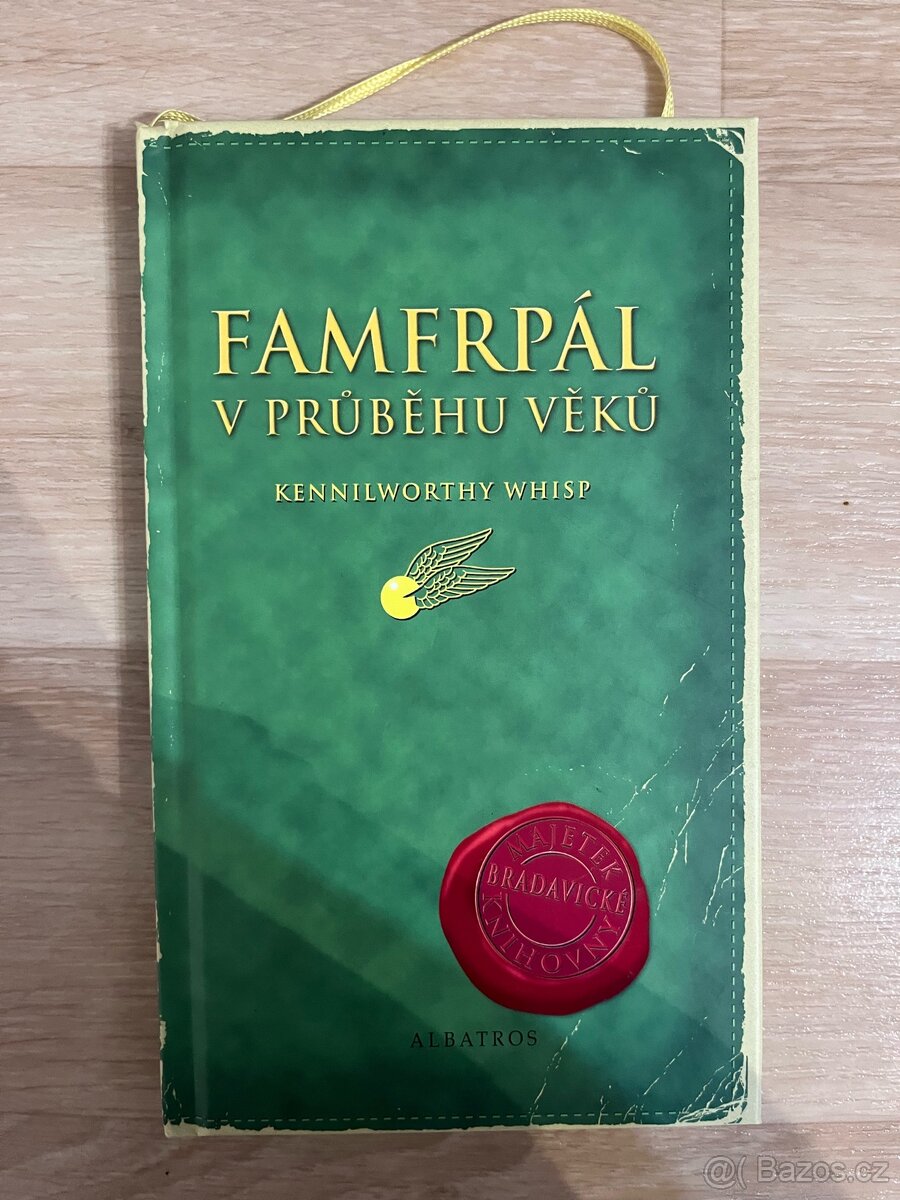 FAMFRPÁL
V PRŮBĚHU VĚKŮ
KENNILWORTHY WHISP
MAJETEK
BRADAVICKÉ
KNIHOVNY
ALBATROS
@( Bazos.cz